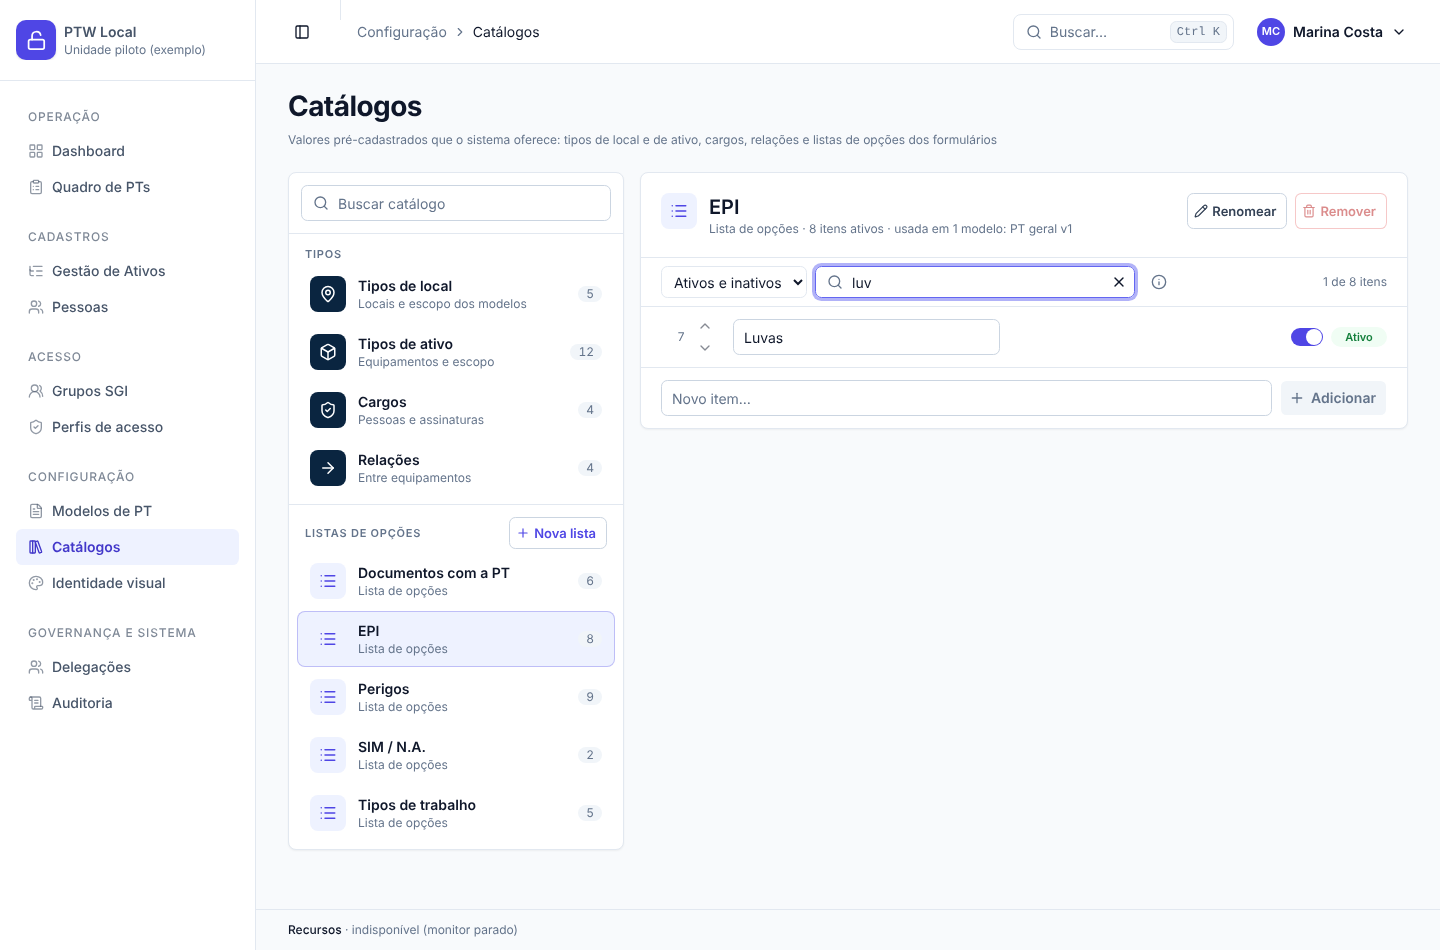 PTW Local
Unidade piloto (exemplo)
OPERAÇÃO
Dashboard
Quadro de PTs
CADASTROS
Gestão de Ativos
Pessoas
ACESSO
Grupos SGI
Perfis de acesso
CONFIGURAÇÃO
Modelos de PT
Catálogos
Identidade visual
GOVERNANÇA E SISTEMA
Delegações
Auditoria
Configuração > Catálogos
Buscar... Ctrl K
MC Marina Costa
Catálogos
Valores pré-cadastrados que o sistema oferece: tipos de local e de ativo, cargos, relações e listas de opções dos formulários
Buscar catálogo
TIPOS
Tipos de local
Locais e escopo dos modelos
5
Tipos de ativo
Equipamentos e escopo
12
Cargos
Pessoas e assinaturas
4
Relações
Entre equipamentos
4
LISTAS DE OPÇÕES
+ Nova lista
Documentos com a PT
Lista de opções
6
EPI
Lista de opções
8
Perigos
Lista de opções
9
SIM / N.A.
Lista de opções
2
Tipos de trabalho
Lista de opções
5
EPI
Lista de opções · 8 itens ativos · usada em 1 modelo: PT geral v1
Renomear
Remover
Ativos e inativos
luv
1 de 8 itens
7
Luvas
Ativo
Novo item...
+ Adicionar
Recursos · indisponível (monitor parado)